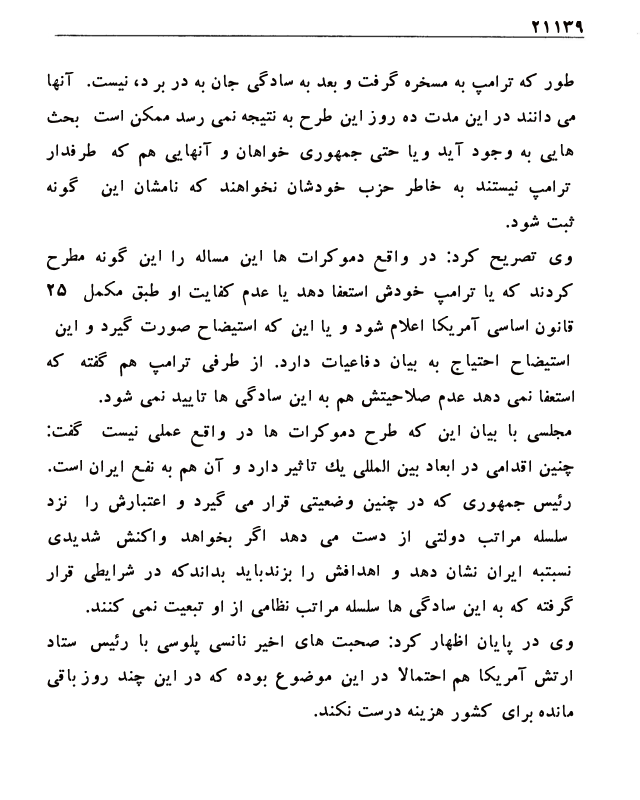 ۲۱۱۳۹
طور که ترامپ به مسخره گرفت و بعد به سادگی جان به در بر د، نیست. آنها
می دانند در این مدت ده روز این طرح به نتیجه نمی رسد ممکن است بحث
هایی به وجود آید ویا حتی جمهوری خواهان و آنهایی هم که طرفدار
ترامپ نیستند به خاطر حزب خودشان نخواهند که نامشان این گونه
ثبت شود.
وی تصریح کرد: در واقع دموکرات ها این مساله را این گونه مطرح
کردند که یا ترامپ خودش استعفا دهد یا عدم کفایت او طبق مکمل ۲۵
قانون اساسی آمریکا اعلام شود و یا این که استیضاح صورت گیرد و این
استیضاح احتیاج به بیان دفاعیات دارد. از طرفی ترامپ هم گفته که
استعفا نمی دهد عدم صلاحیتش هم به این سادگی ها تایید نمی شود.
مجلسی با بیان این که طرح دموکرات ها در واقع عملی نیست گفت:
چنین اقدامی در ابعاد بین المللی یك تاثیر دارد و آن هم به نفع ایران است.
رئیس جمهوری که در چنین وضعیتی قرار می گیرد و اعتبارش را نزد
سلسله مراتب دولتی از دست می دهد اگر بخواهد واکنش شدیدی
نسبتبه ایران نشان دهد و اهدافش را بزندباید بداندکه در شرایطی قرار
گرفته که به این سادگی ها سلسله مراتب نظامی از او تبعیت نمی کنند.
وی در پایان اظهار کرد: صحبت های اخیر نانسی پلوسی با رئیس ستاد
ارتش آمریکا هم احتمالا در این موضوع بوده که در این چند روز باقی
مانده برای کشور هزینه درست نکند.